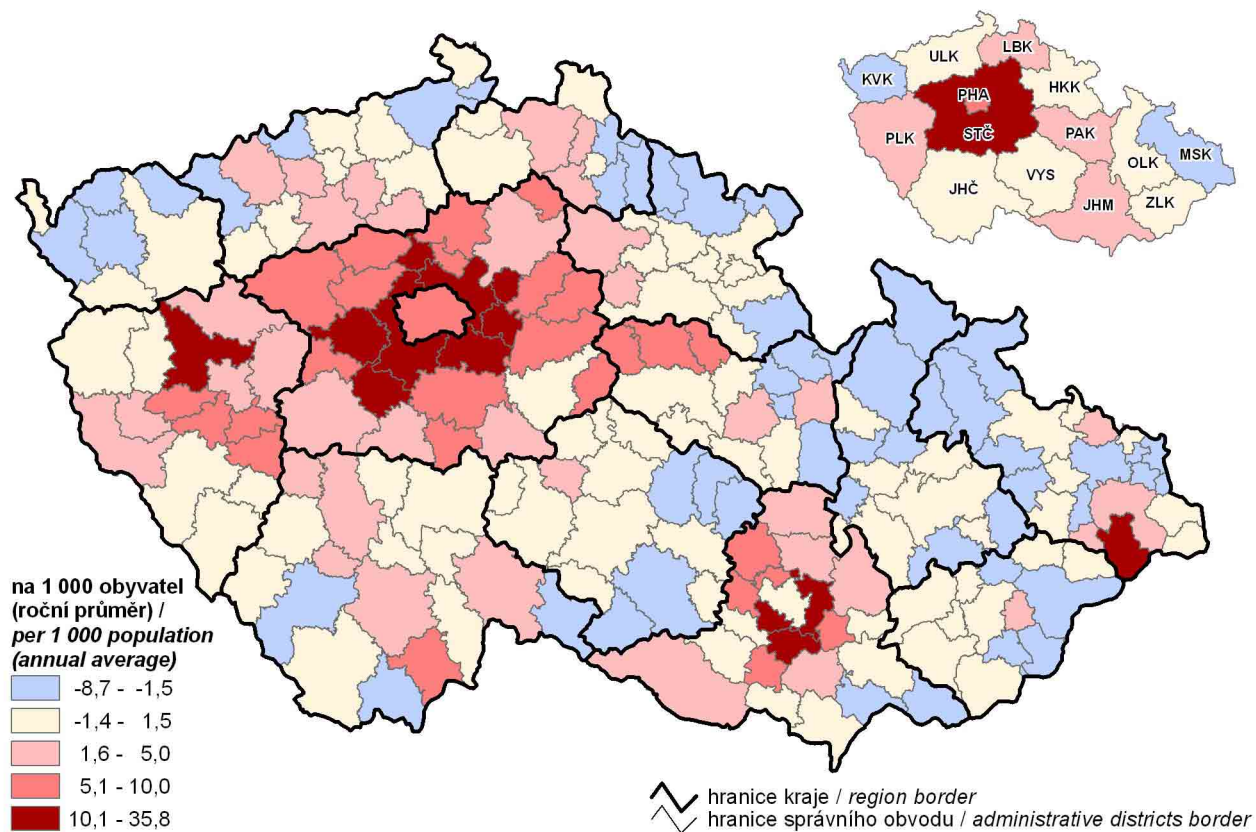 LBK
ULK
KVK
HKK
PHA
STČ
PLK
PAK
MSK
OLK
VYS
JHČ
JHM
ZLK
na 1 000 obyvatel
(roční průměr) /
per 1 000 population
(annual average)
-8,7 - -1,5
-1,4 - 1,5
1,6 - 5,0
5,1 - 10,0
10,1 - 35,8
hranice kraje / region border
hranice správního obvodu / administrative districts border